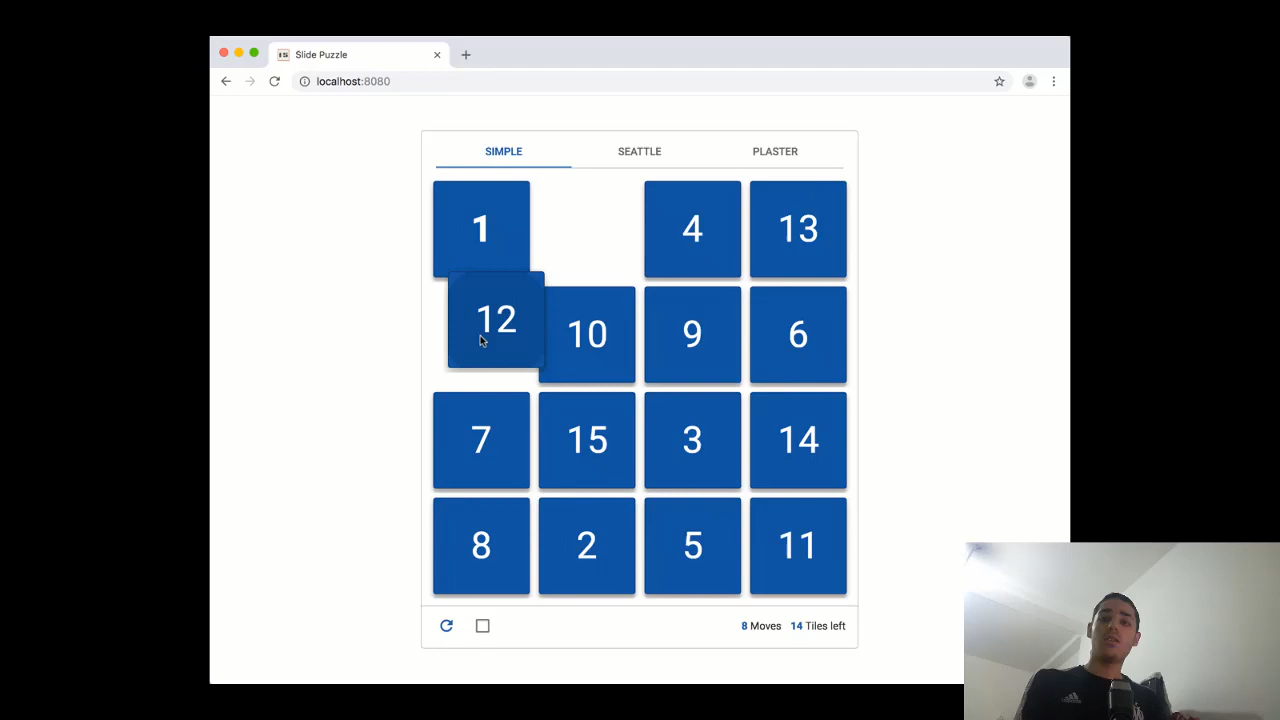 Slide Puzzle
localhost:8080
SIMPLE SEATTLE PLASTER
1 4 13
12 10 9 6
7 15 3 14
8 2 5 11
8 Moves 14 Tiles left